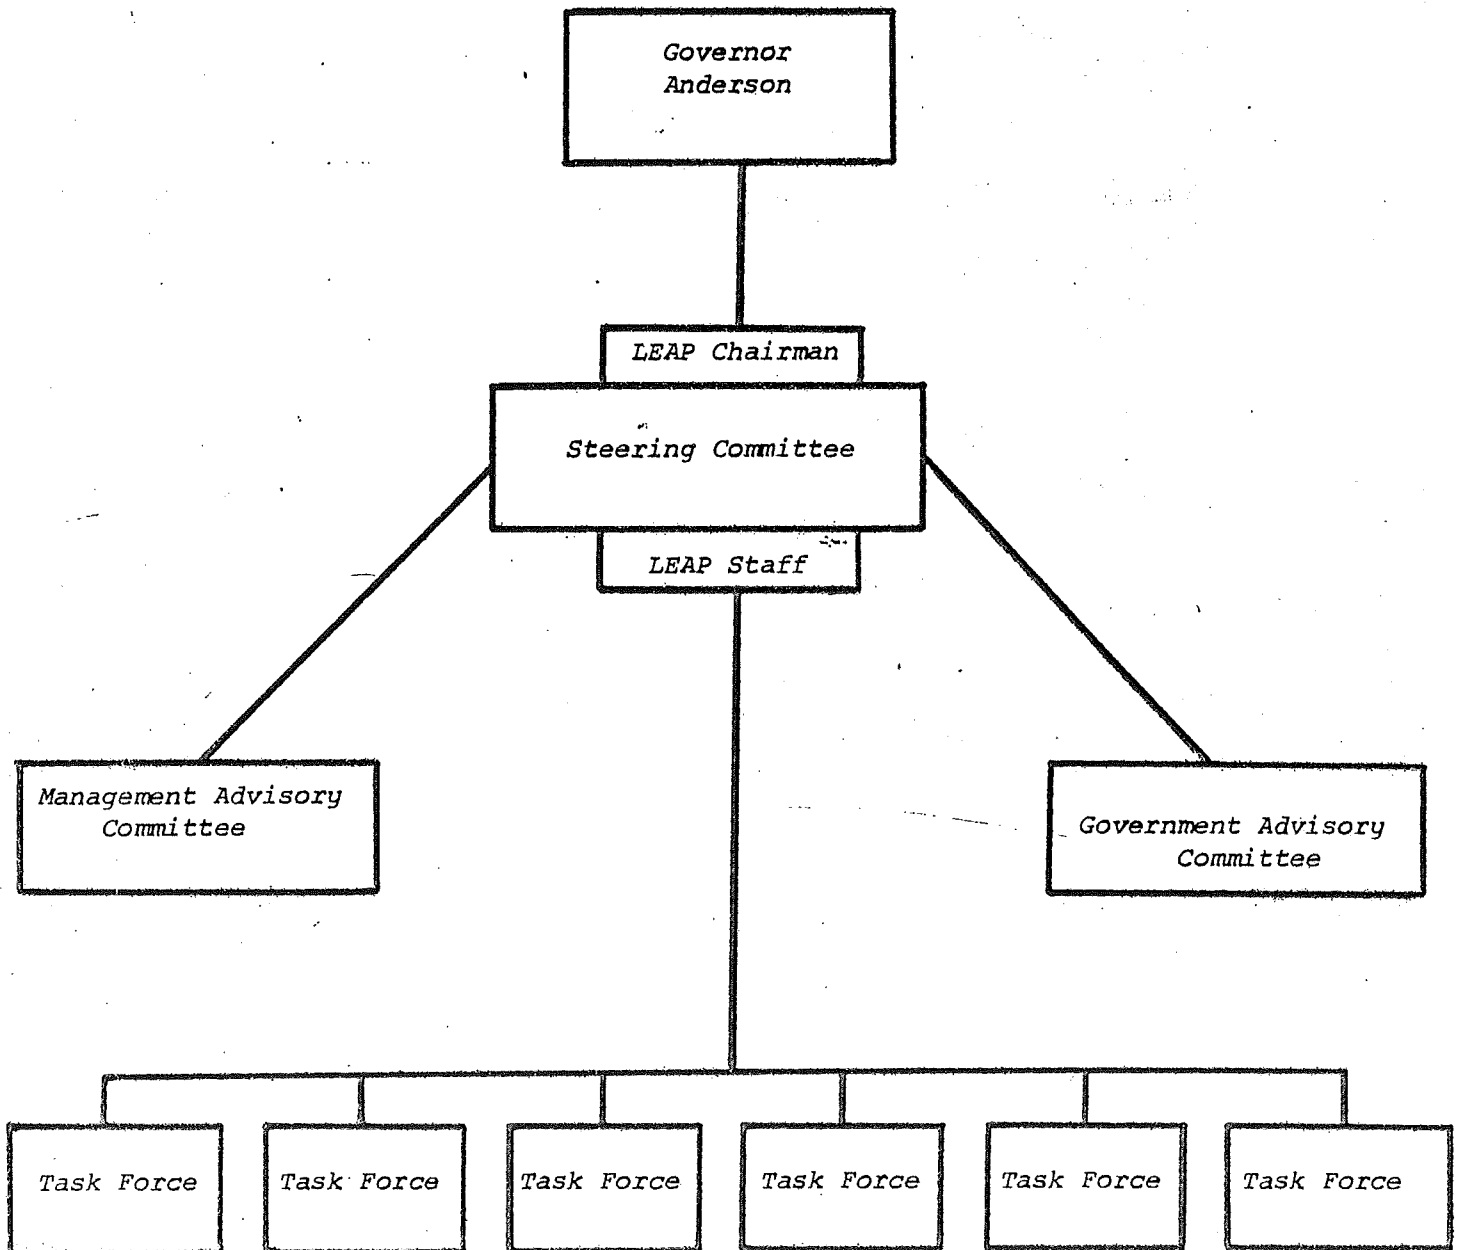 Governor
Anderson
LEAP Chairman
Steering Committee
LEAP Staff
Management Advisory
Committee
Government Advisory
Committee
Task Force
Task Force
Task Force
Task Force
Task Force
Task Force